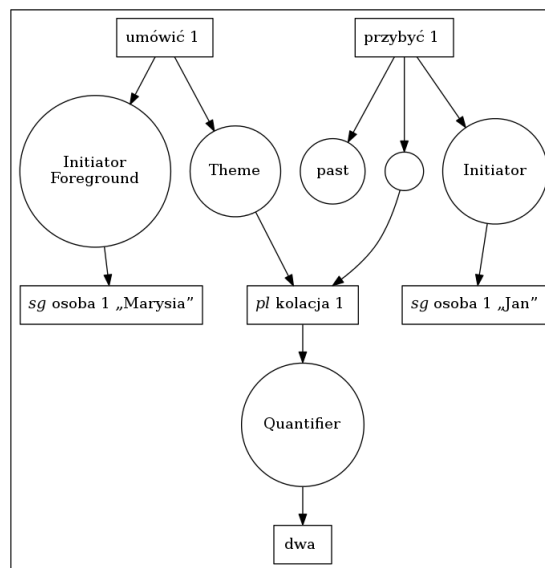 umówić 1
przybyć 1
Initiator
Foreground
Theme
past
Initiator
sg osoba 1 „Marysia”
pl kolacja 1
sg osoba 1 „Jan”
Quantifier
dwa